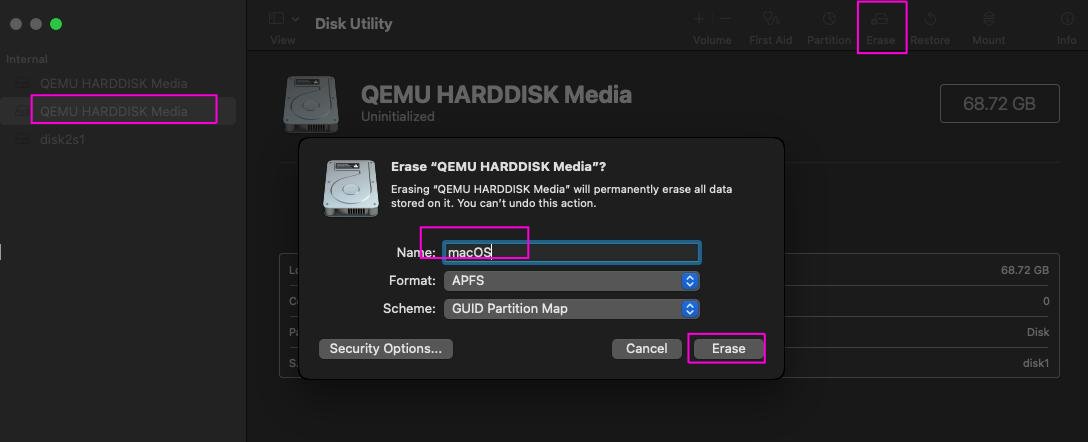 Disk Utility
View
Volume
First Aid
Partition
Erase
Restore
Mount
Info
Internal
QEMU HARDDISK Media
QEMU HARDDISK Media
disk2s1
QEMU HARDDISK Media
Uninitialized
68.72 GB
Erase “QEMU HARDDISK Media”?
Erasing “QEMU HARDDISK Media” will permanently erase all data
stored on it. You can’t undo this action.
Name: macOS
Format: APFS
Scheme: GUID Partition Map
Security Options...
Cancel
Erase
68.72 GB
0
Disk
disk1